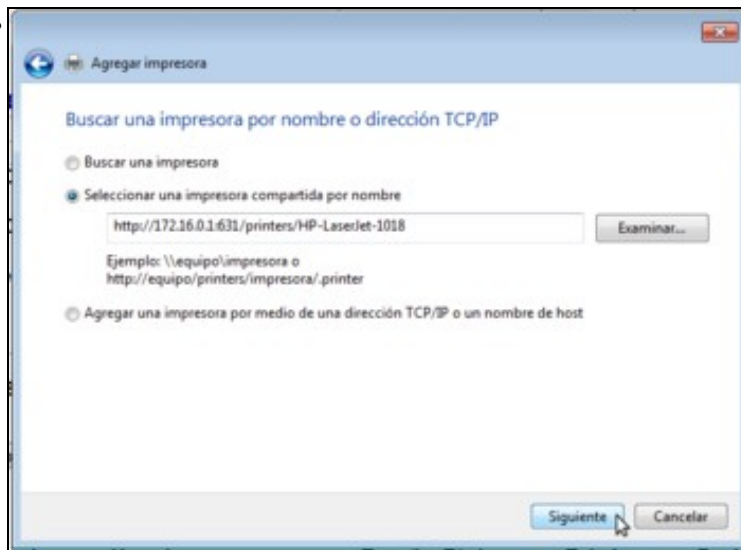 Agregar impresora
Buscar una impresora por nombre o dirección TCP/IP
Buscar una impresora
Seleccionar una impresora compartida por nombre
http://172.16.0.1:631/printers/HP-LaserJet-1018
Examinar...
Ejemplo: \\equipo\impresora o
http://equipo/printers/impresora/.printer
Agregar una impresora por medio de una dirección TCP/IP o un nombre de host
Siguiente
Cancelar